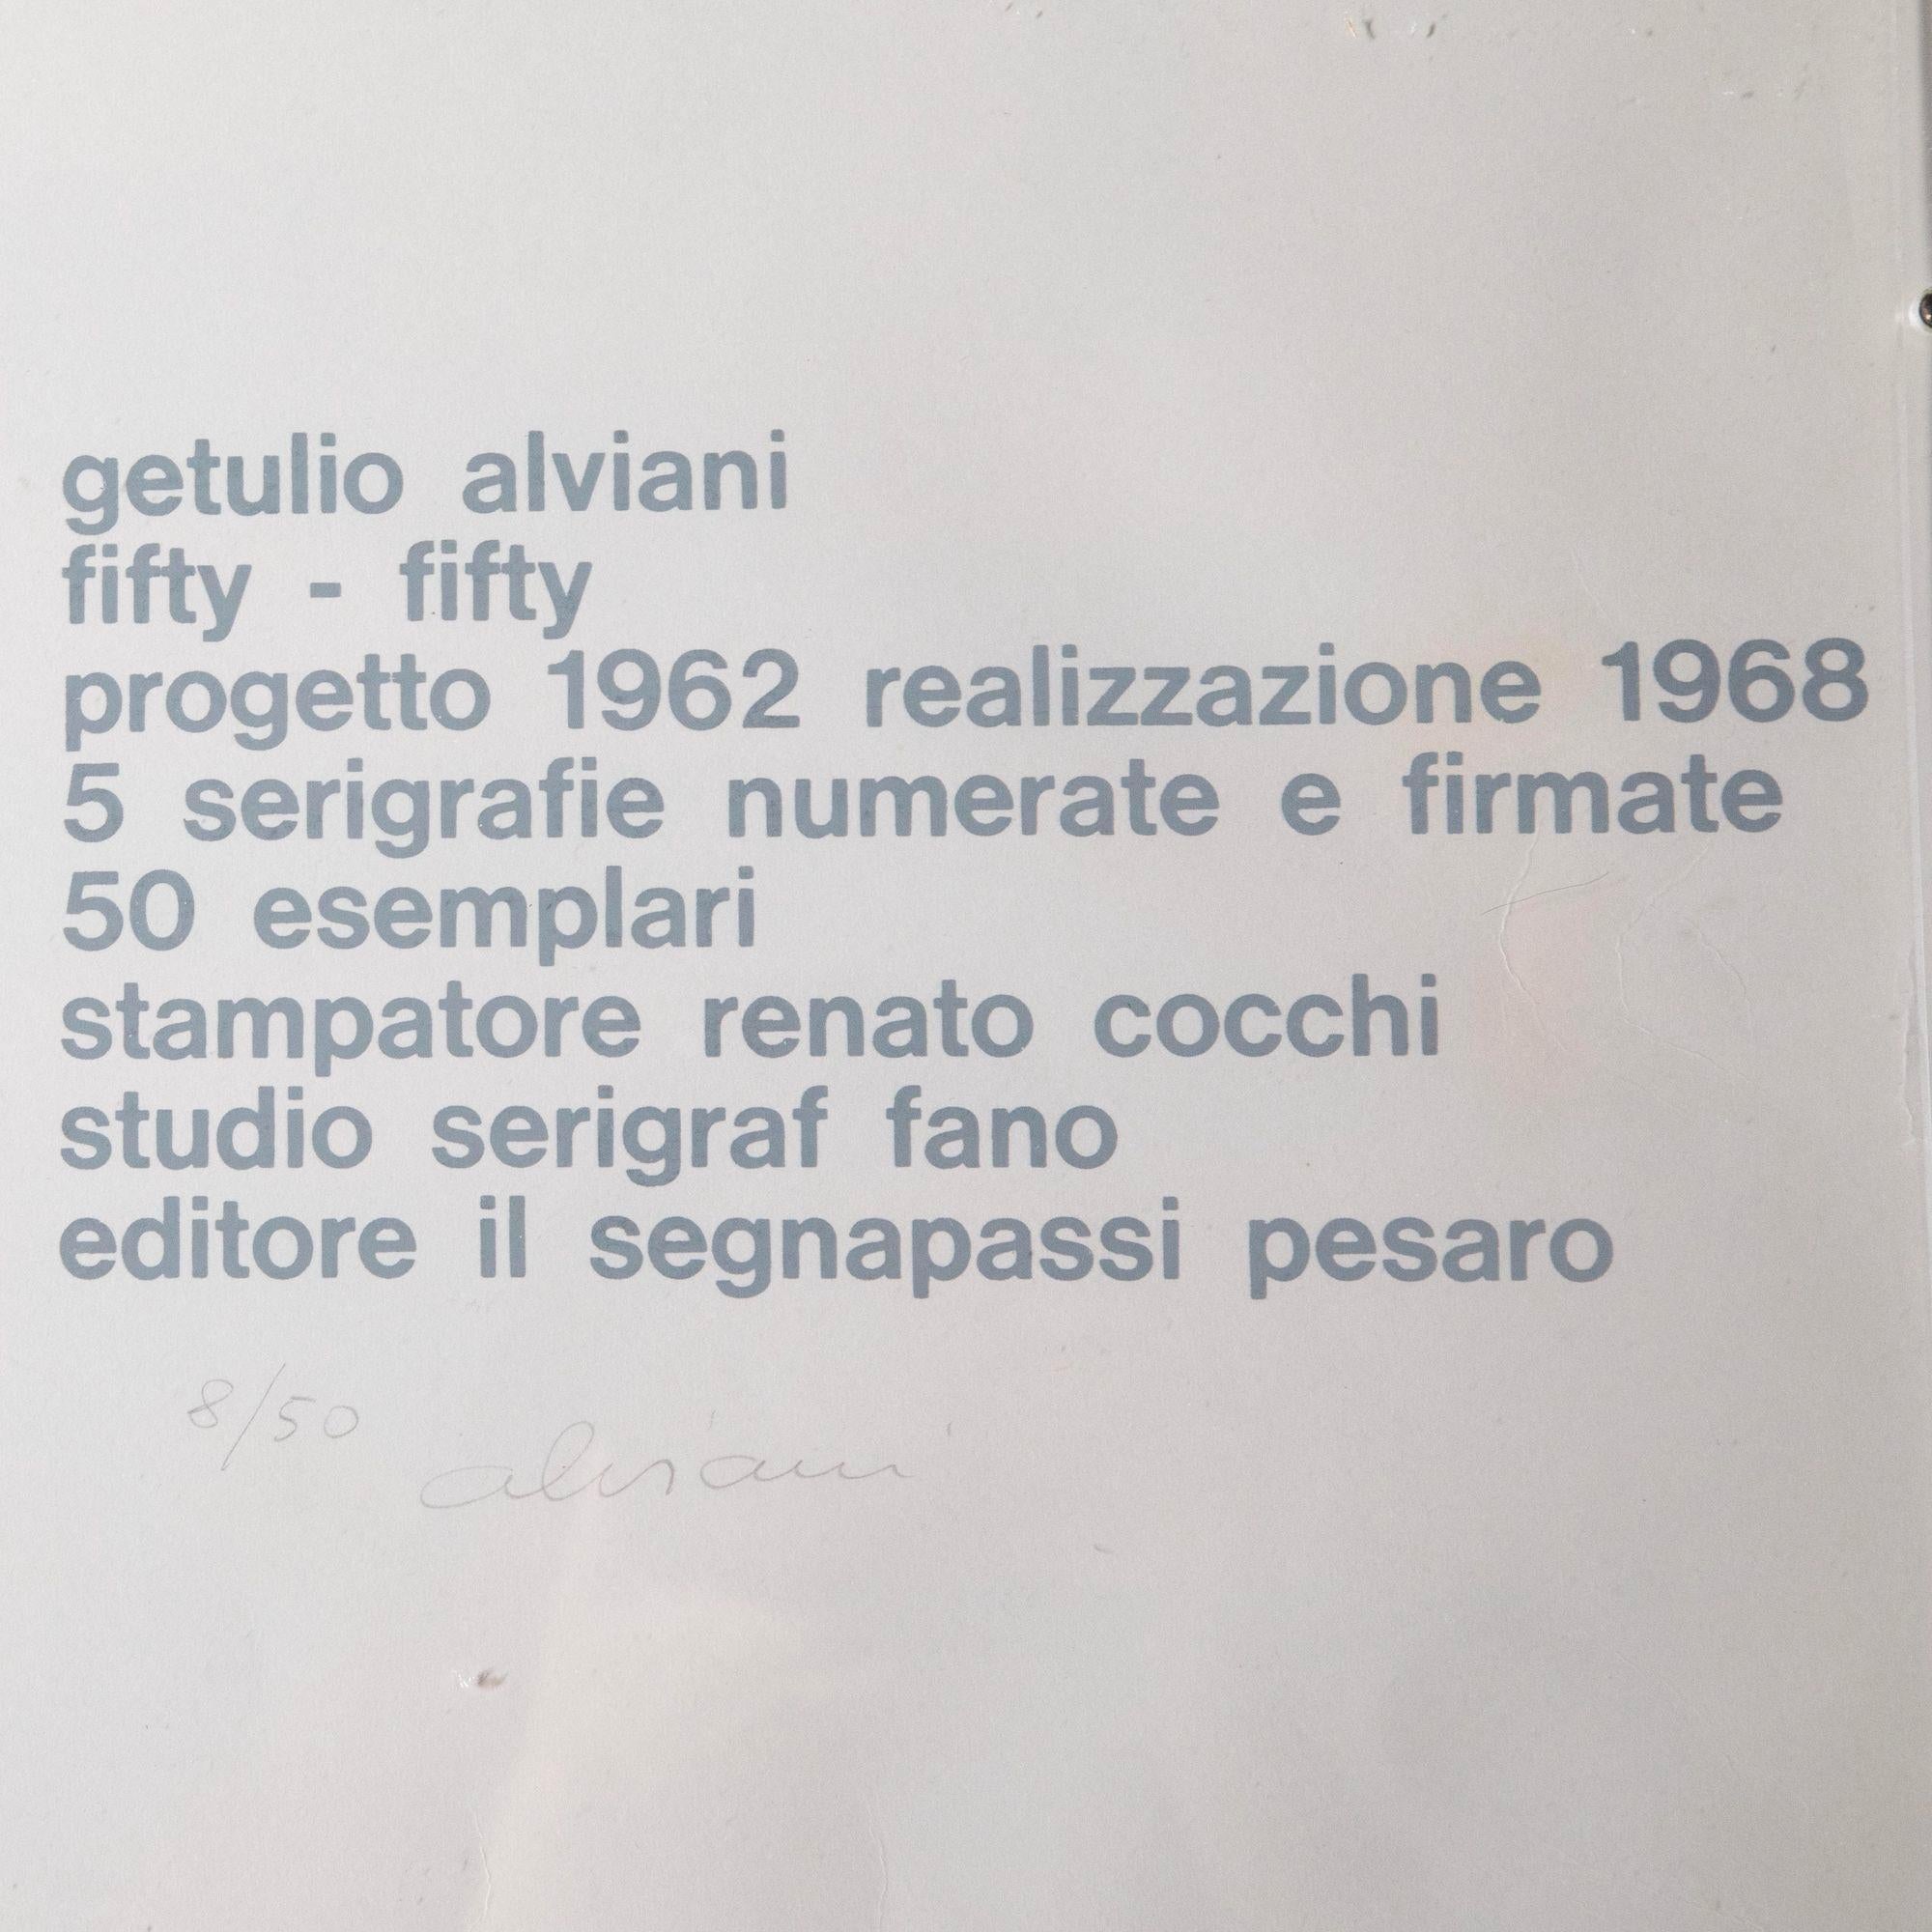 getulio alviani
fifty - fifty
progetto 1962 realizzazione 1968
5 serigrafie numerate e firmate
50 esemplari
stampatore renato cocchi
studio serigraf fano
editore il segnapassi pesaro
8/50
alviani